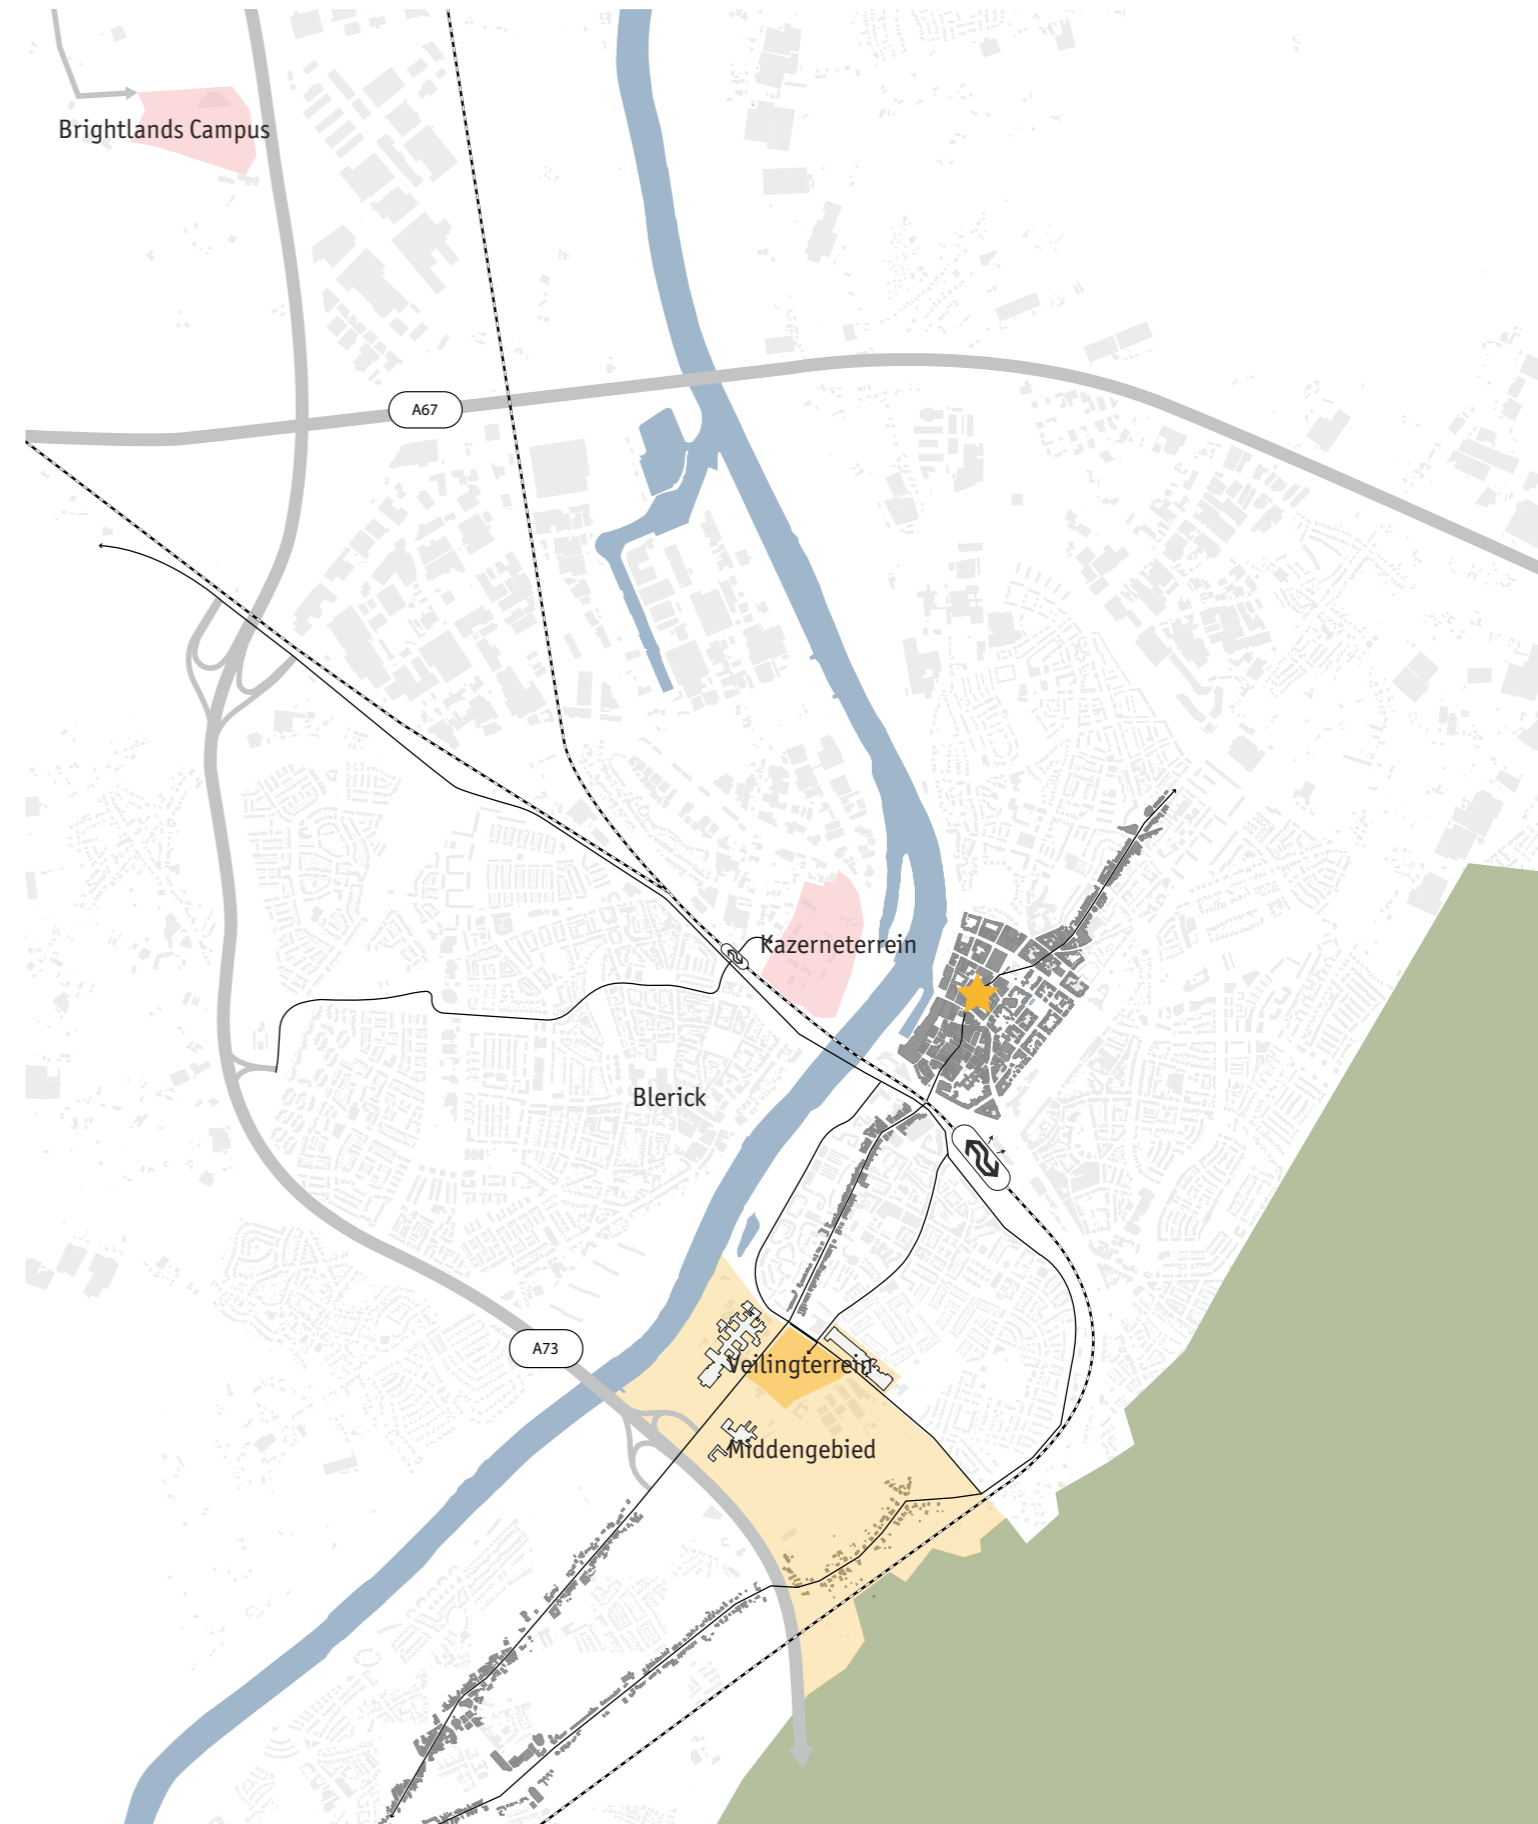 Brightlands Campus
A67
Kazerneterrein
Blerick
A73
Veilingterrein
Middengebied